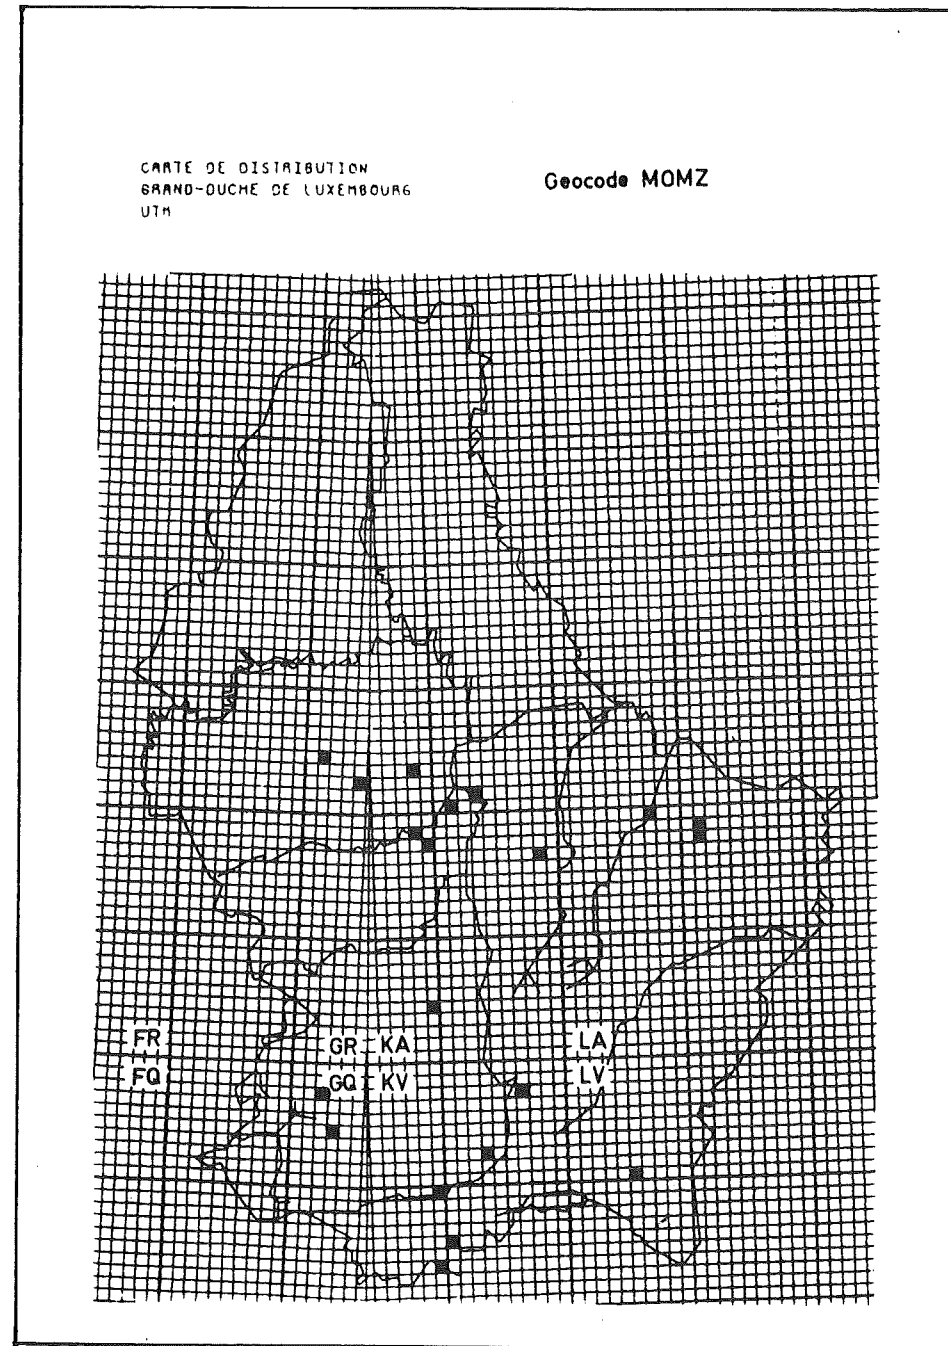 CARTE DE DISTRIBUTION
GRAND-DUCHE DE LUXEMBOURG
UTM
Geocode MOMZ
FR
GR KA
LA
FQ
GQ KV
LV